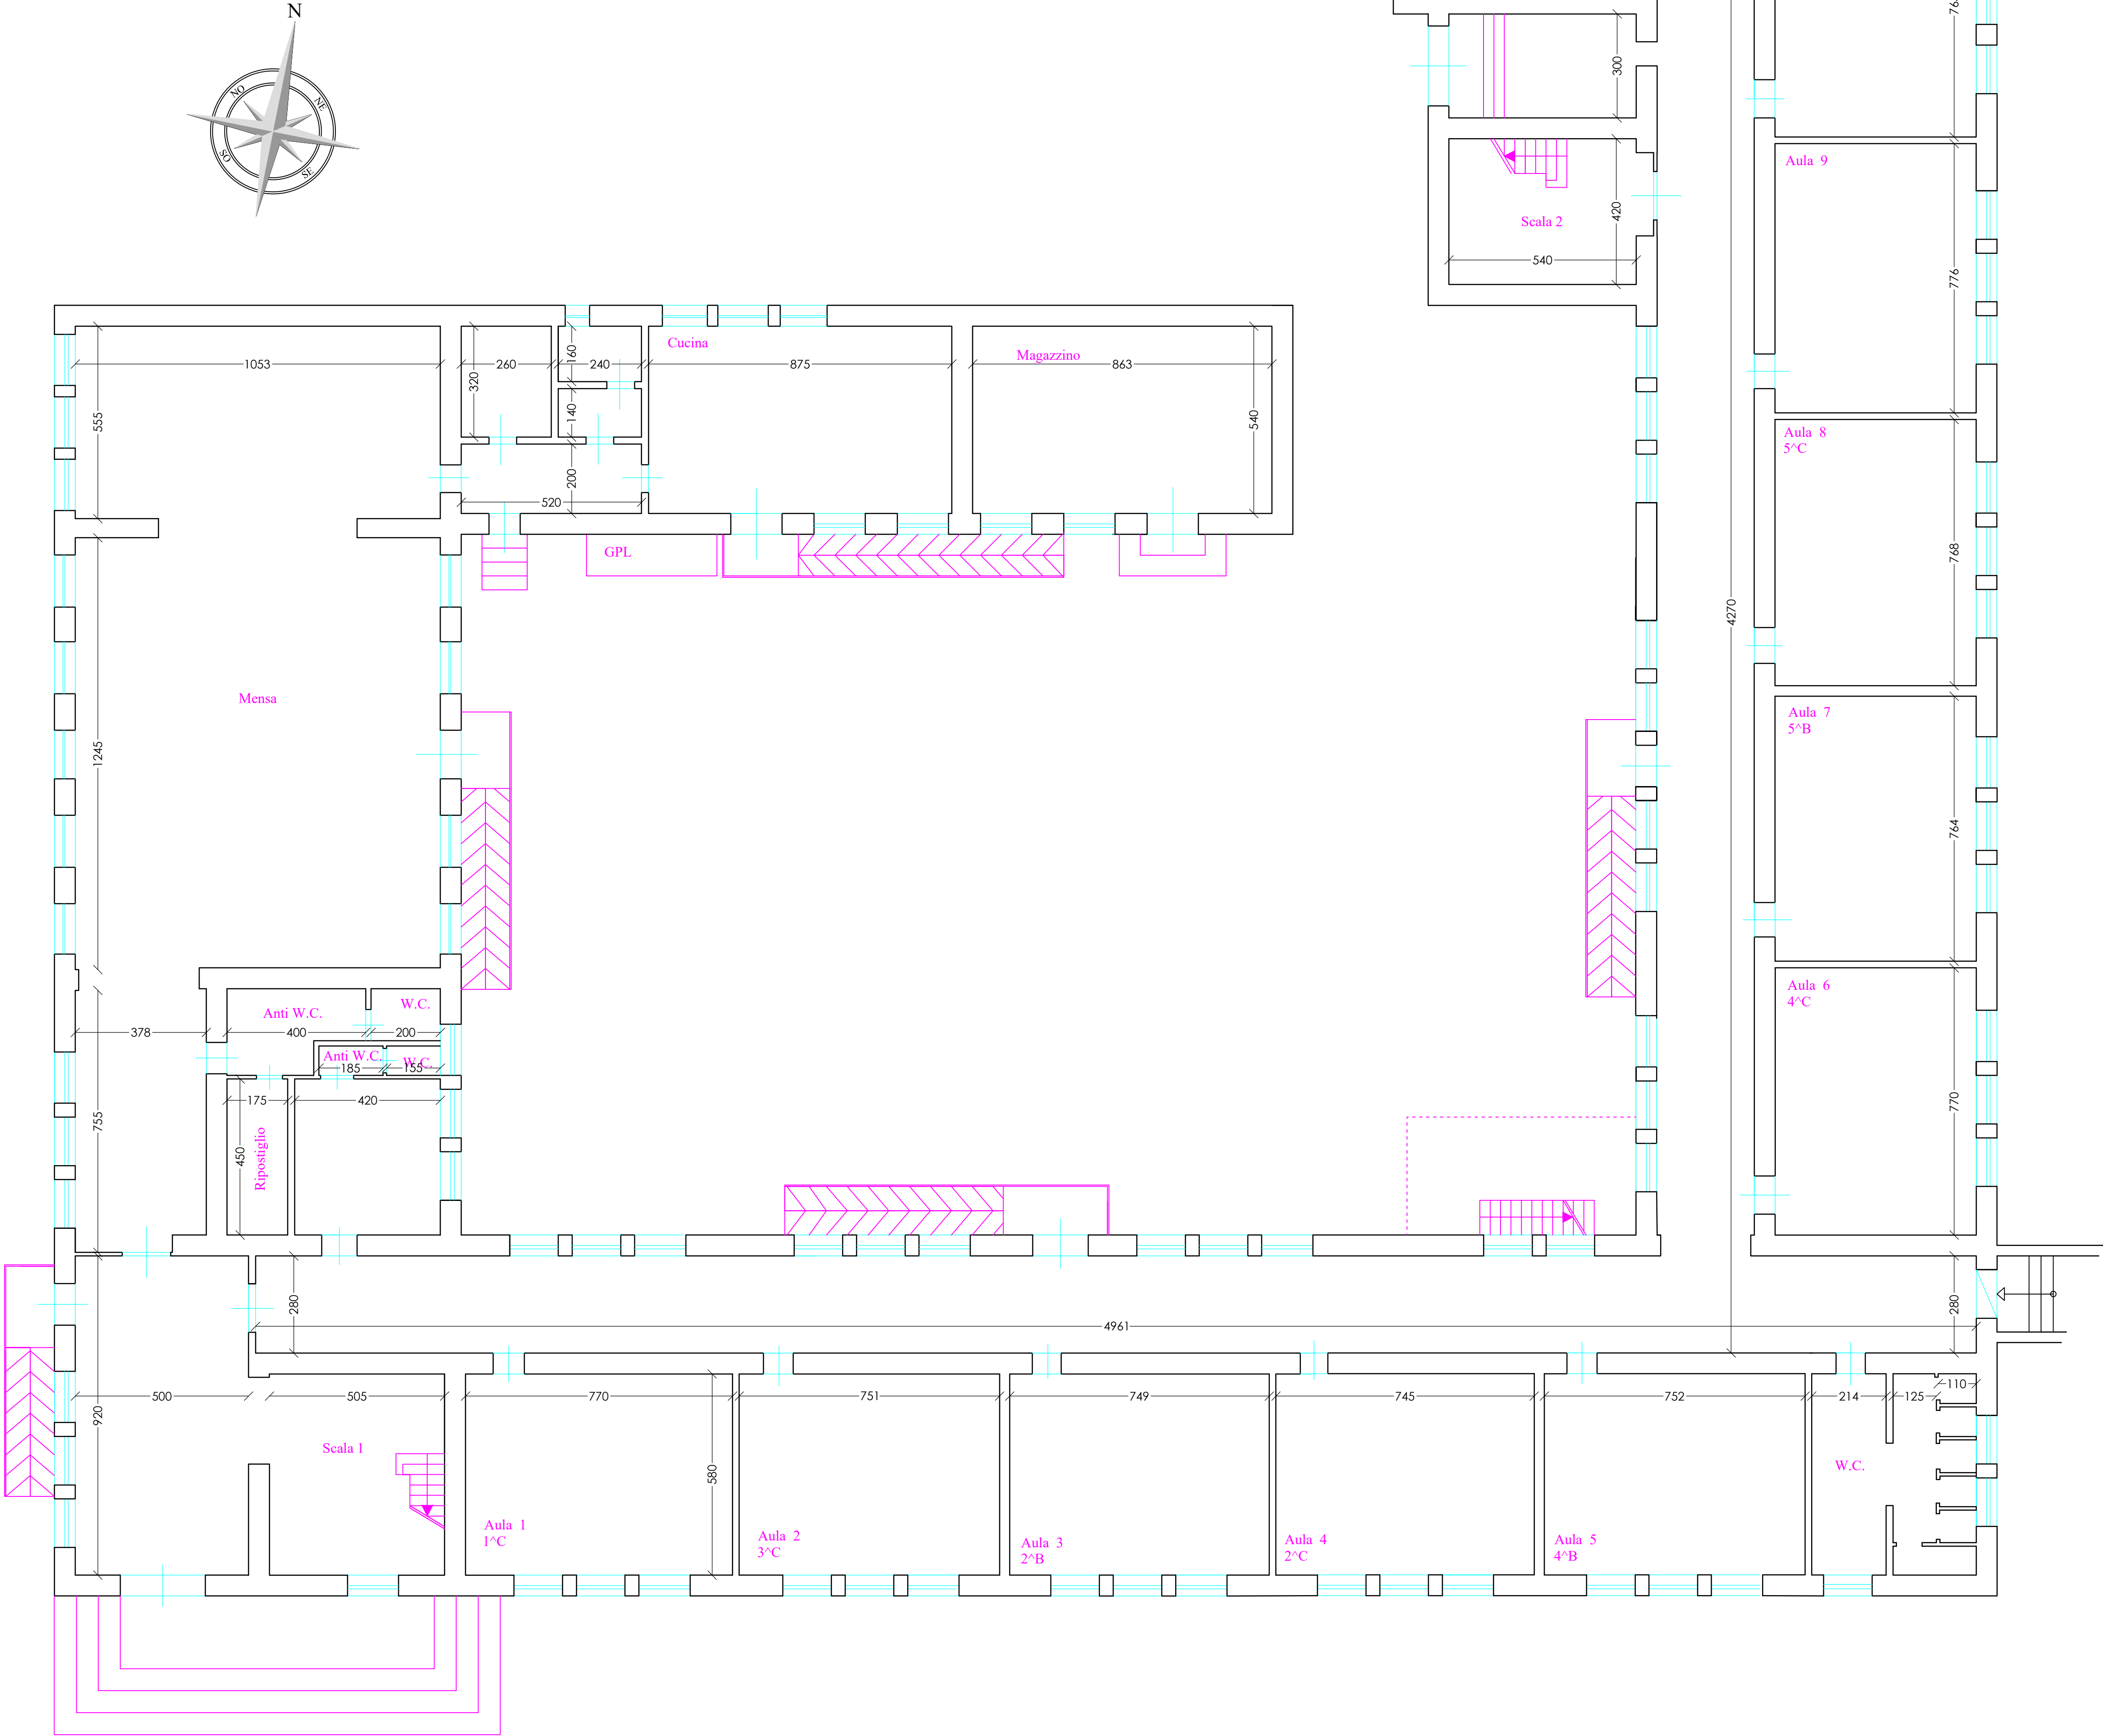 N
NO
NE
SO
SE
300
Aula 9
420
Scala 2
776
540
Cucina
Magazzino
160
1053
260
240
875
863
320
555
140
540
Aula 8
5^C
200
520
GPL
768
4270
Mensa
Aula 7
5^B
1245
764
Aula 6
4^C
Anti W.C.
W.C.
378
400
200
Anti W.C.
W.C.
185
155
175
420
755
770
450
Ripostiglio
280
280
4961
110
500
505
770
751
749
745
752
214
125
920
Scala 1
W.C.
580
Aula 1
1^C
Aula 2
3^C
Aula 3
2^B
Aula 4
2^C
Aula 5
4^B